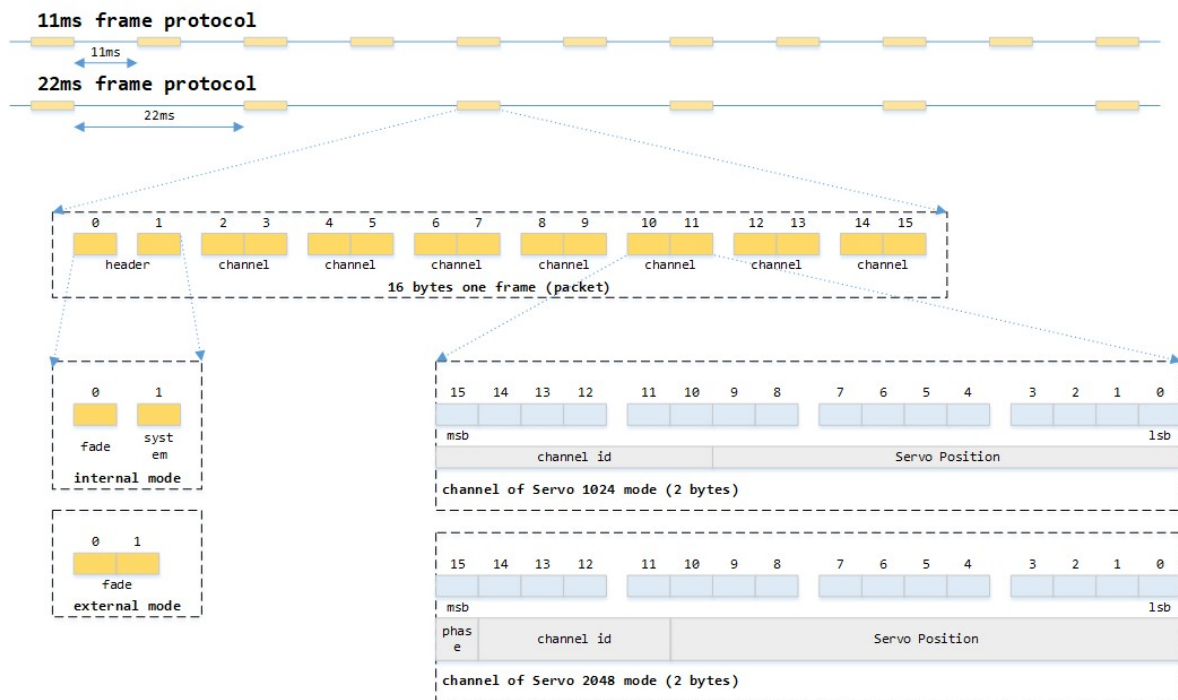 11ms frame protocol
11ms
22ms frame protocol
22ms
0 1 2 3 4 5 6 7 8 9 10 11 12 13 14 15
header channel channel channel channel channel channel channel
16 bytes one frame (packet)
0 1
fade
syst
em
internal mode
0 1
fade
external mode
15 14 13 12 11 10 9 8 7 6 5 4 3 2 1 0
msb lsb
channel id Servo Position
channel of Servo 1024 mode (2 bytes)
15 14 13 12 11 10 9 8 7 6 5 4 3 2 1 0
msb lsb
phas
e
channel id Servo Position
channel of Servo 2048 mode (2 bytes)